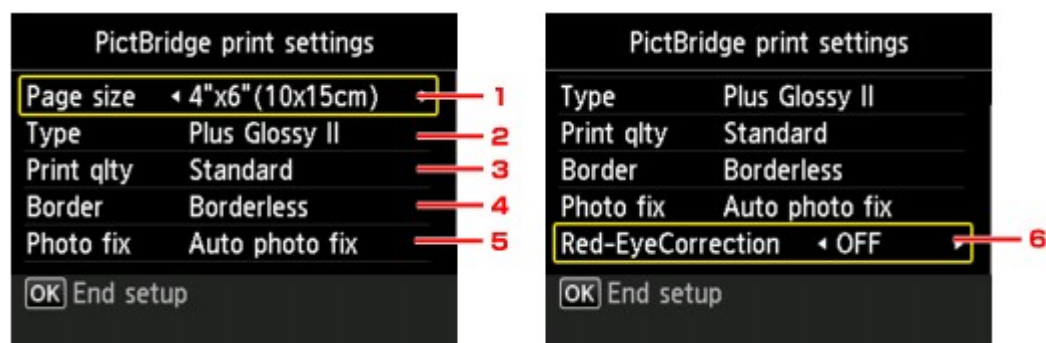 PictBridge print settings
Page size ◂ 4"x6"(10x15cm) 1
Type Plus Glossy II 2
Print qlty Standard 3
Border Borderless 4
Photo fix Auto photo fix 5
OK End setup
PictBridge print settings
Type Plus Glossy II
Print qlty Standard
Border Borderless
Photo fix Auto photo fix
Red-EyeCorrection ◂ OFF ▸ 6
OK End setup